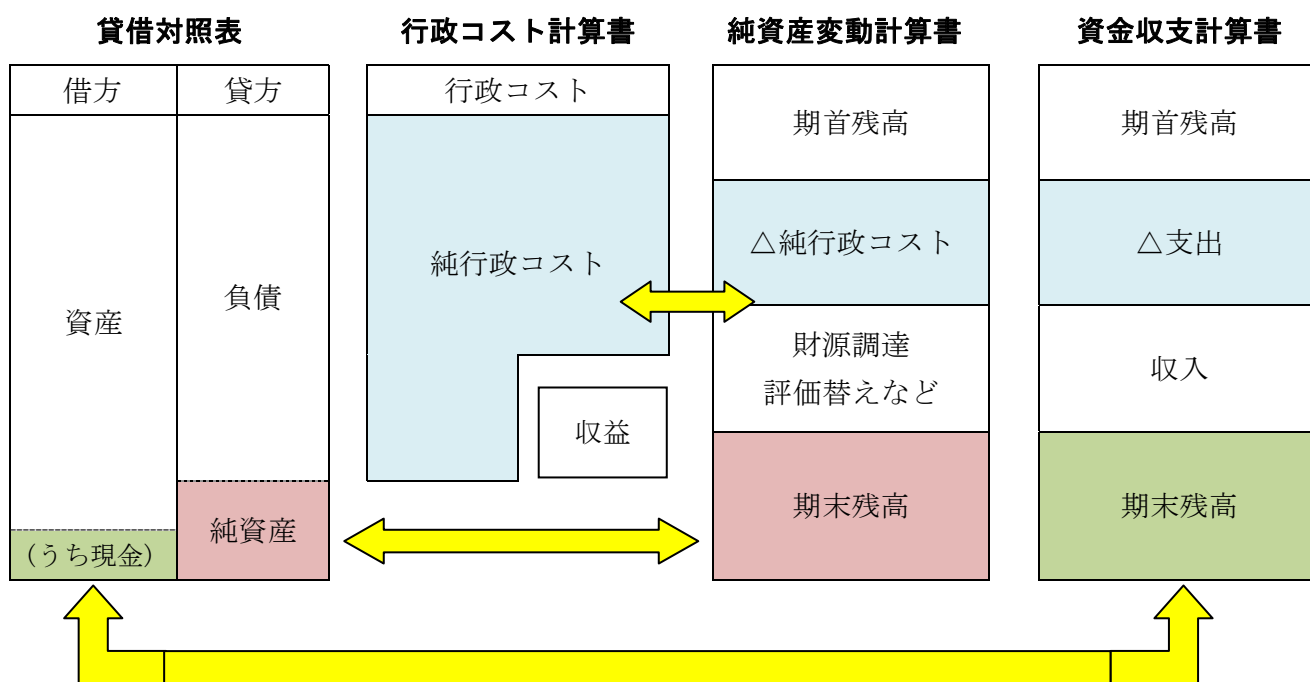 貸借対照表
行政コスト計算書
純資産変動計算書
資金収支計算書
借方
貸方
資産
(うち現金)
負債
純資産
行政コスト
純行政コスト
収益
期首残高
△純行政コスト
財源調達
評価替えなど
期末残高
期首残高
△支出
収入
期末残高